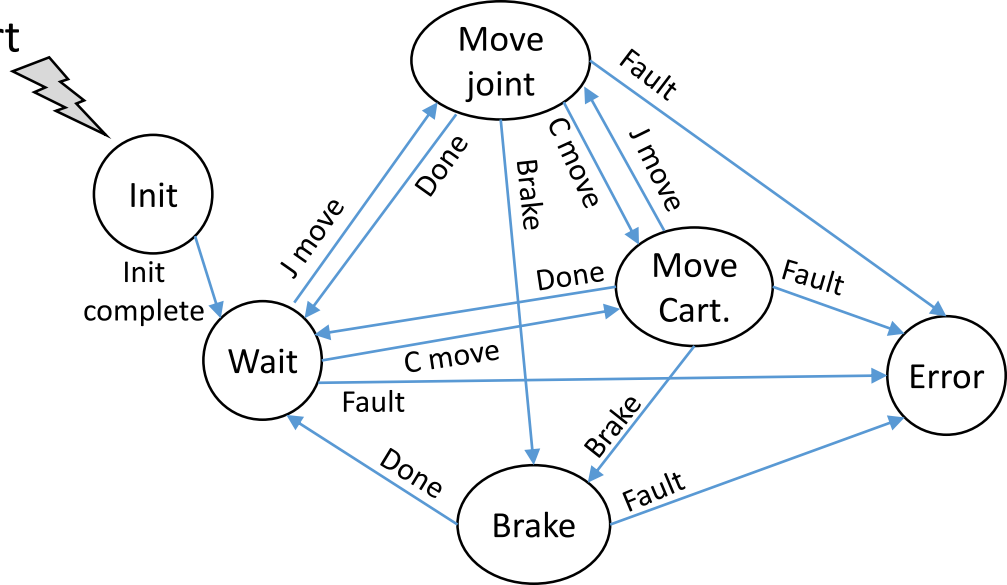 Move
joint
Fault
Init
Done
Brake
C move
J move
J move
Init
complete
Done
Move
Cart.
Fault
Wait
C move
Fault
Error
Done
Brake
Brake
Fault